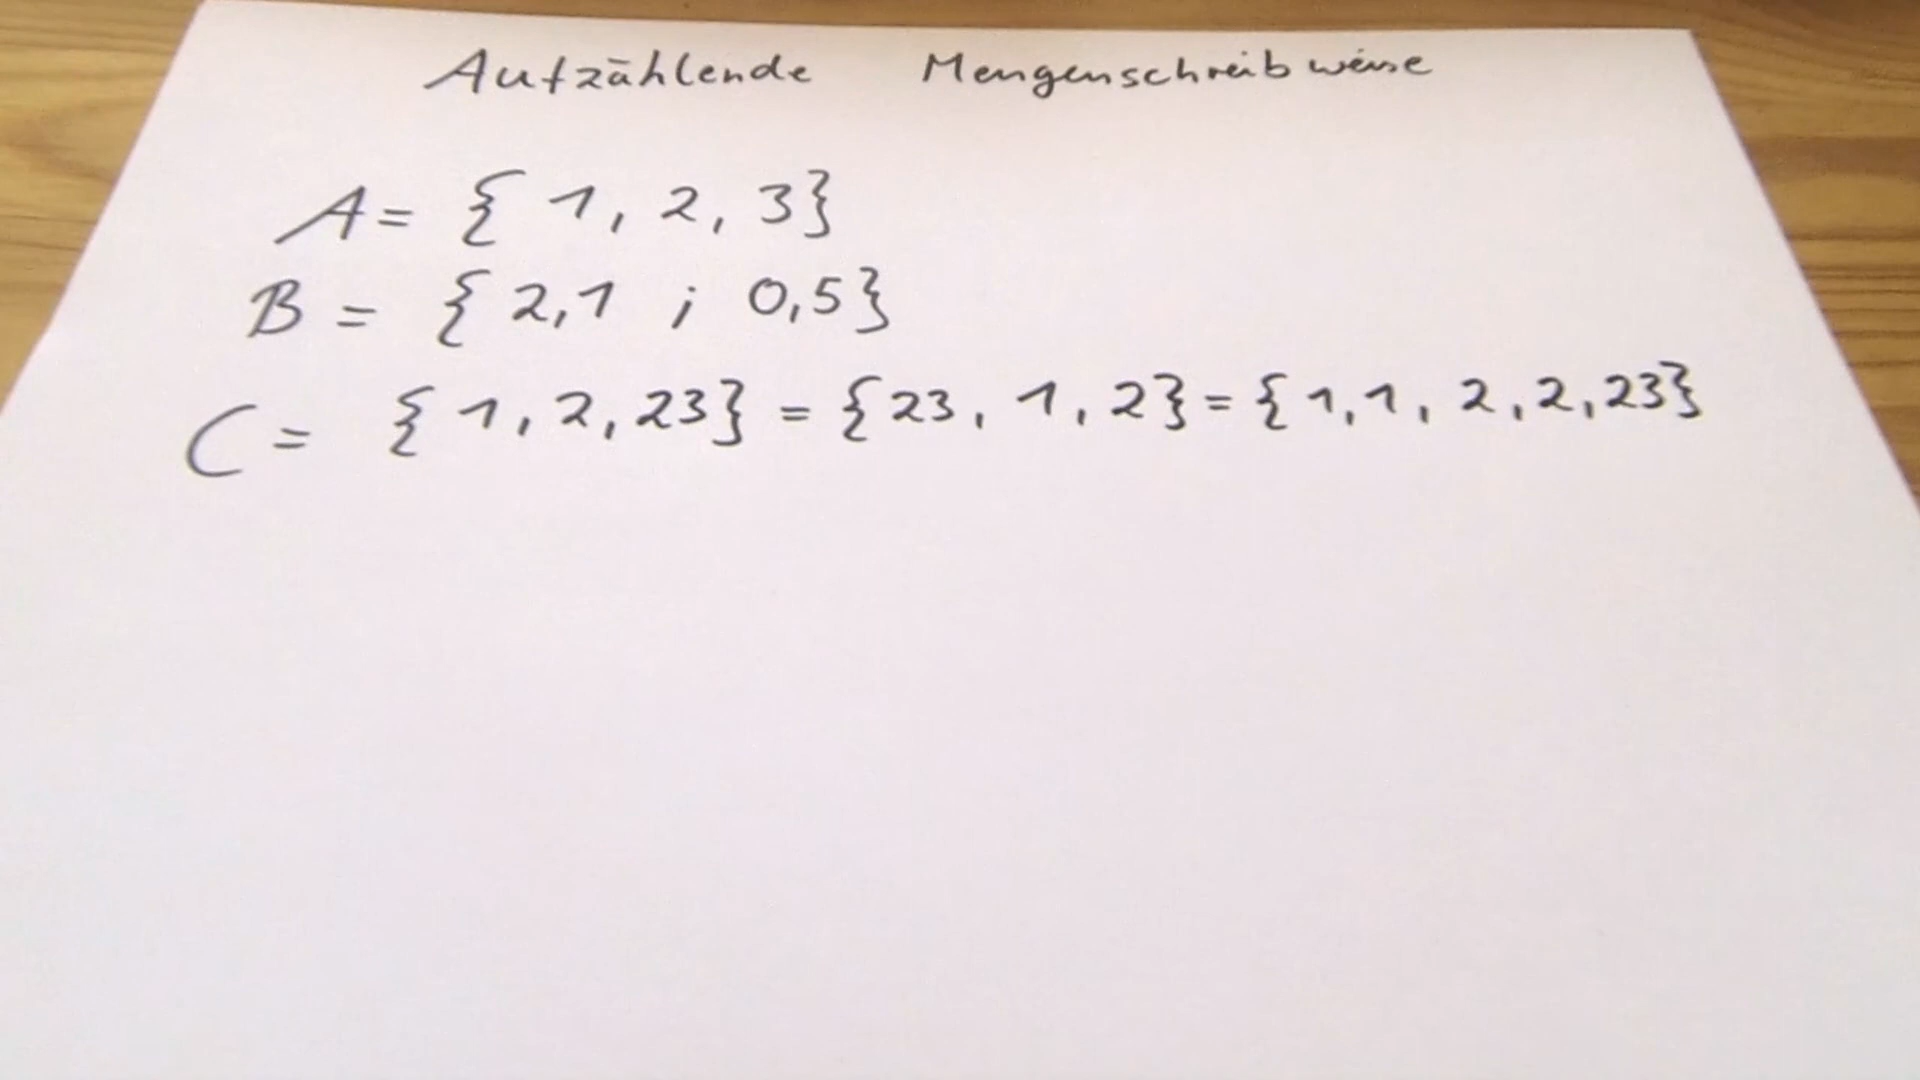 Aufzählende Mengenschreibweise
A = { 1, 2, 3}
B = { 2,1 ; 0,5}
C = { 1, 2, 23} = {23, 1, 2} = {1,1, 2,2,23}